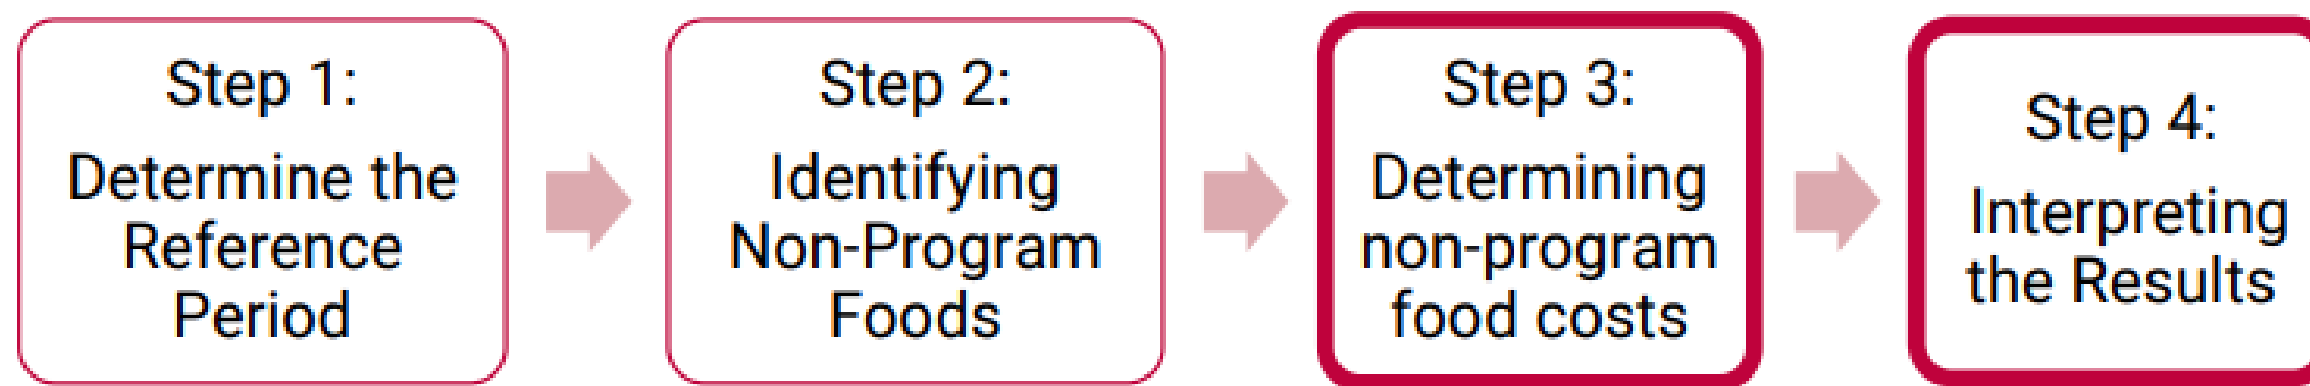 Step 1:
Determine the
Reference
Period
Step 2:
Identifying
Non-Program
Foods
Step 3:
Determining
non-program
food costs
Step 4:
Interpreting
the Results